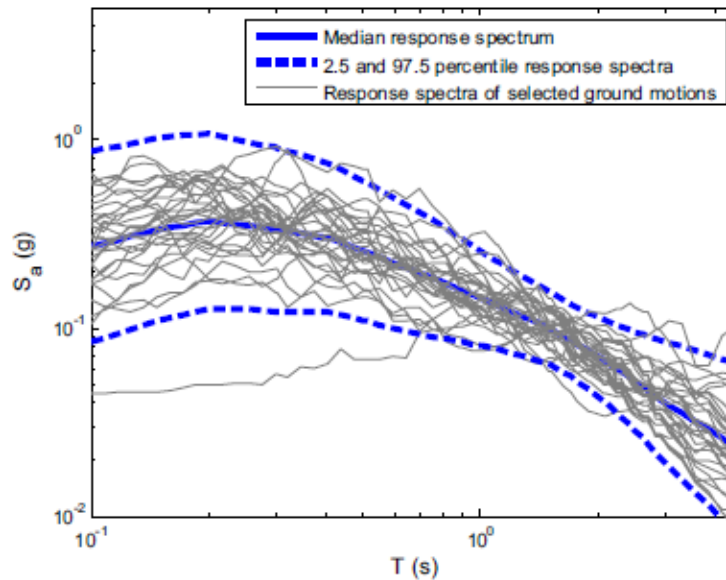 Median response spectrum
2.5 and 97.5 percentile response spectra
Response spectra of selected ground motions
10^0
10^-1
10^-2
S_a (g)
10^-1
10^0
T (s)